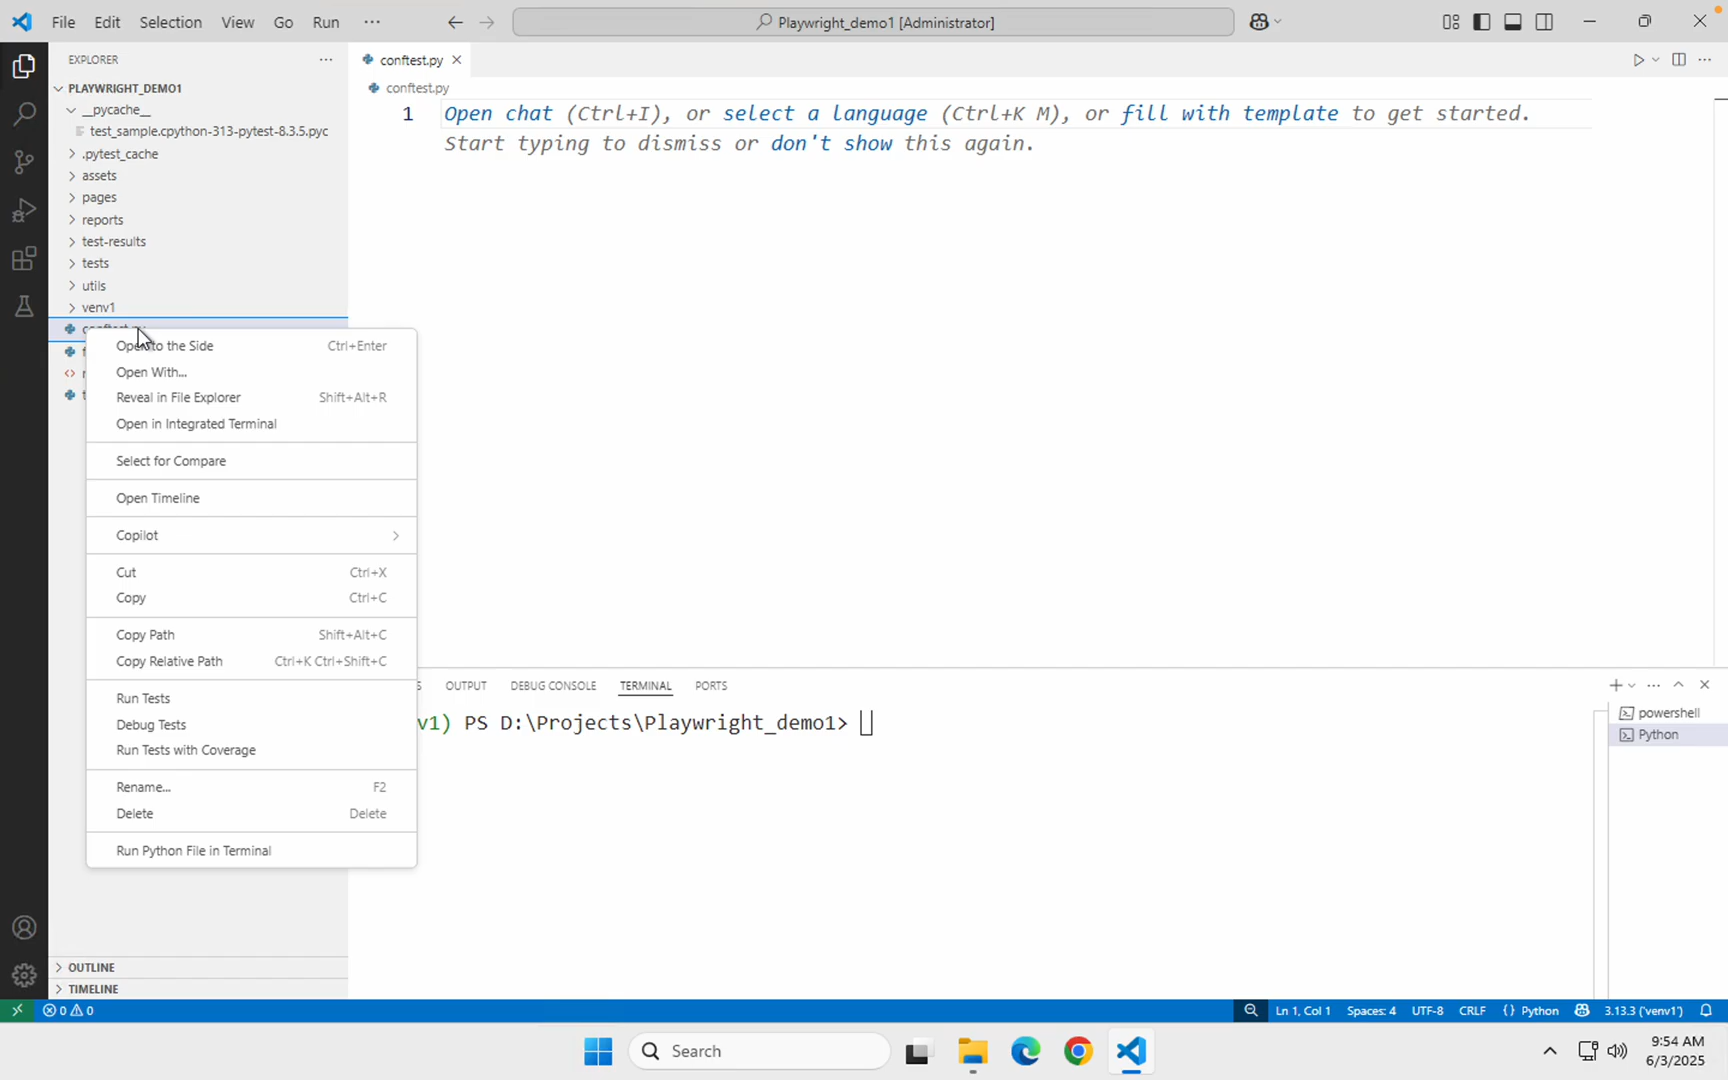 File Edit Selection View Go Run ···
Playwright_demo1 [Administrator]
EXPLORER
conftest.py
PLAYWRIGHT_DEMO1
conftest.py
__pycache__
test_sample.cpython-313-pytest-8.3.5.pyc
.pytest_cache
assets
pages
reports
test-results
tests
utils
venv1
1
Open chat (Ctrl+I), or select a language (Ctrl+K M), or fill with template to get started.
Start typing to dismiss or don't show this again.
Open to the Side Ctrl+Enter
Open With...
Reveal in File Explorer Shift+Alt+R
Open in Integrated Terminal
Select for Compare
Open Timeline
Copilot
Cut Ctrl+X
Copy Ctrl+C
Copy Path Shift+Alt+C
Copy Relative Path Ctrl+K Ctrl+Shift+C
Run Tests
Debug Tests
Run Tests with Coverage
Rename... F2
Delete Delete
Run Python File in Terminal
OUTPUT DEBUG CONSOLE TERMINAL PORTS
v1) PS D:\Projects\Playwright_demo1>
powershell
Python
OUTLINE
TIMELINE
0 0
Ln 1, Col 1 Spaces: 4 UTF-8 CRLF {} Python 3.13.3 ('venv1')
Search
9:54 AM
6/3/2025